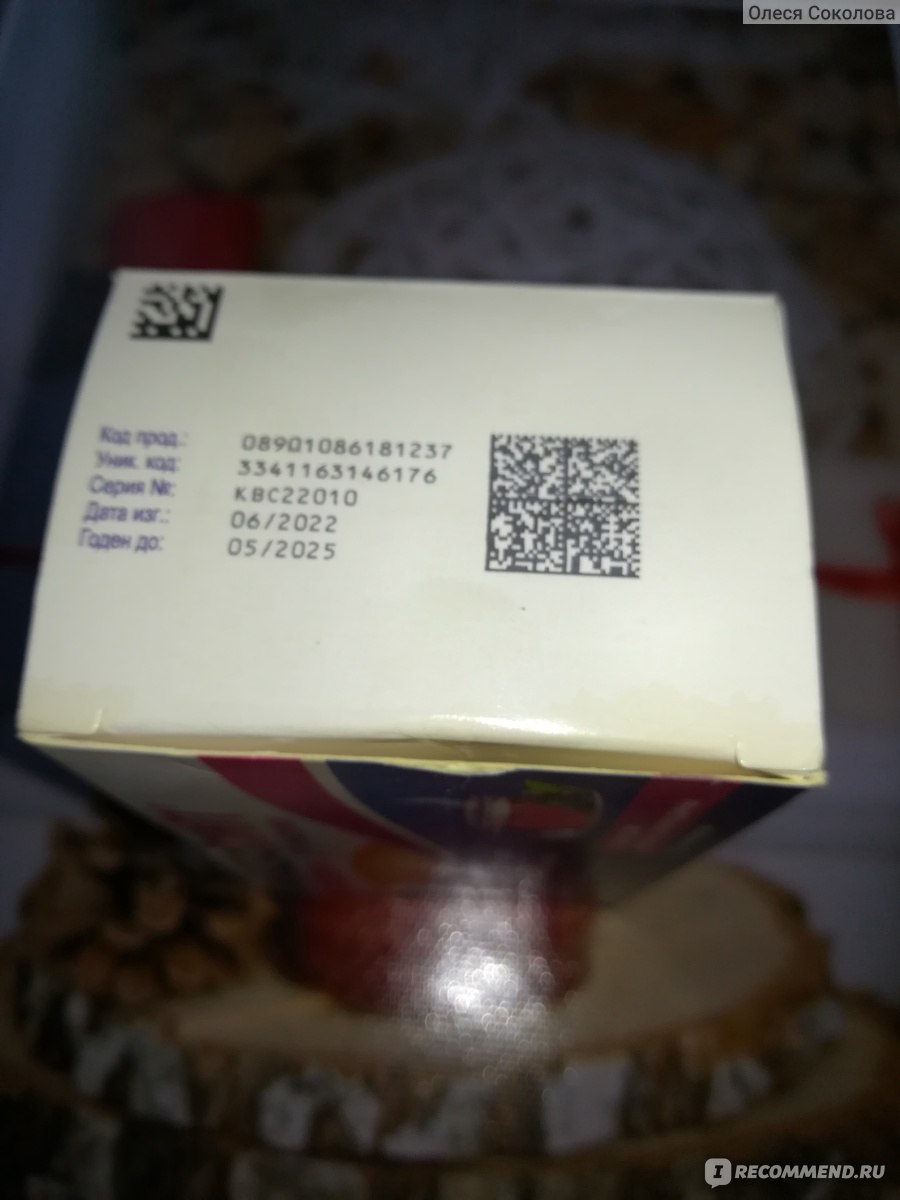 Олеся Соколова
Код прод.: 08901086181237
Уник. код: 3341163146176
Серия №: KBC22010
Дата изг.: 06/2022
Годен до: 05/2025
IRECOMMEND.RU